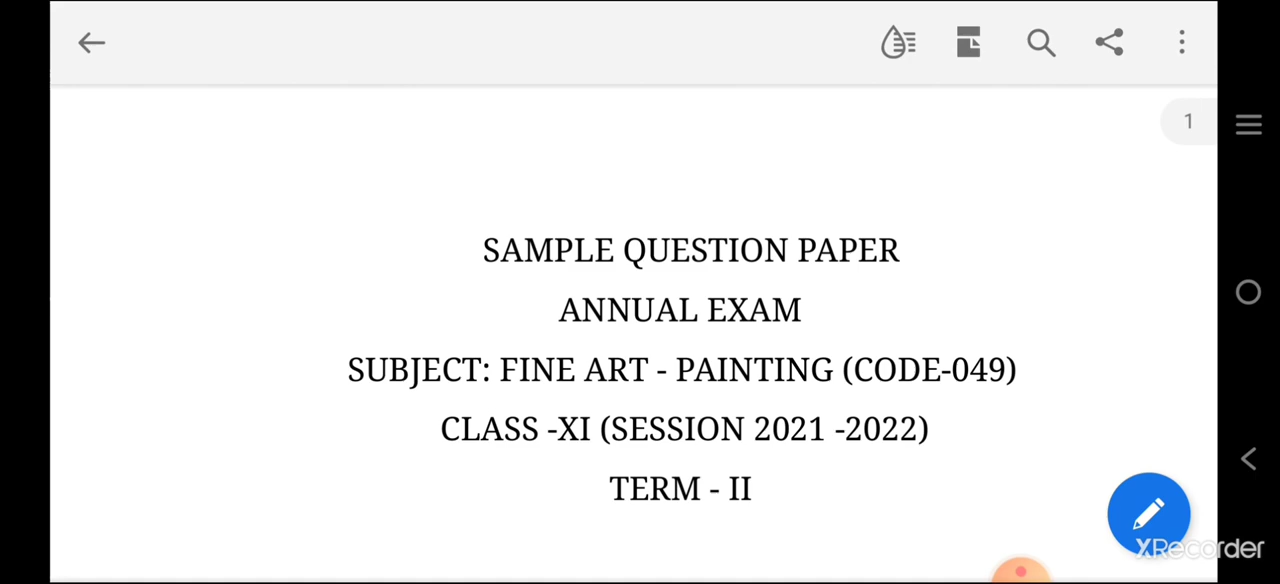 1
SAMPLE QUESTION PAPER
ANNUAL EXAM
SUBJECT: FINE ART - PAINTING (CODE-049)
CLASS -XI (SESSION 2021 -2022)
TERM - II
XRecorder